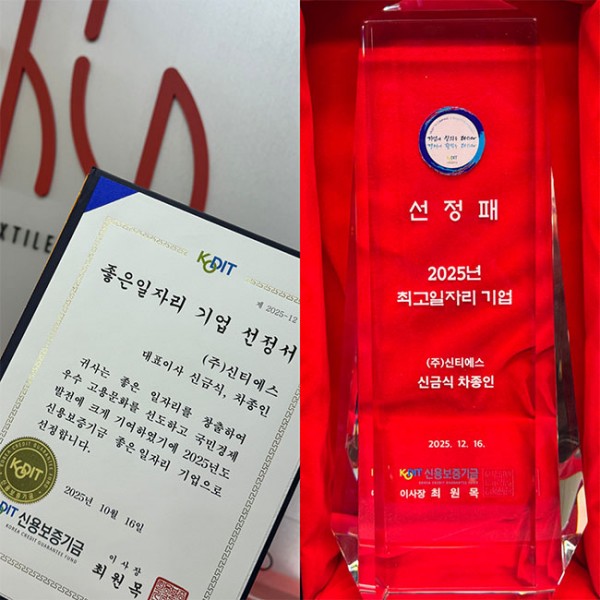 XTILE
KODIT
좋은일자리 기업 선정서
제 2025-12
(주)신티에스
대표이사 신금식, 차종인
귀사는 좋은 일자리를 창출하여
우수 고용문화를 선도하고 국민경제
발전에 크게 기여하였기에 2025년도
신용보증기금 좋은일자리 기업으로
선정합니다.
2025년 10월 16일
KODIT
DIT 신용보증기금
KOREA CREDIT GUARANTEE FUND
이사장
최원목
KODIT
선정패
2025년
최고일자리 기업
(주)신티에스
신금식 차종인
2025. 12. 16.
KODIT 신용보증기금
KOREA CREDIT GUARANTEE FUND
이사장 최원목